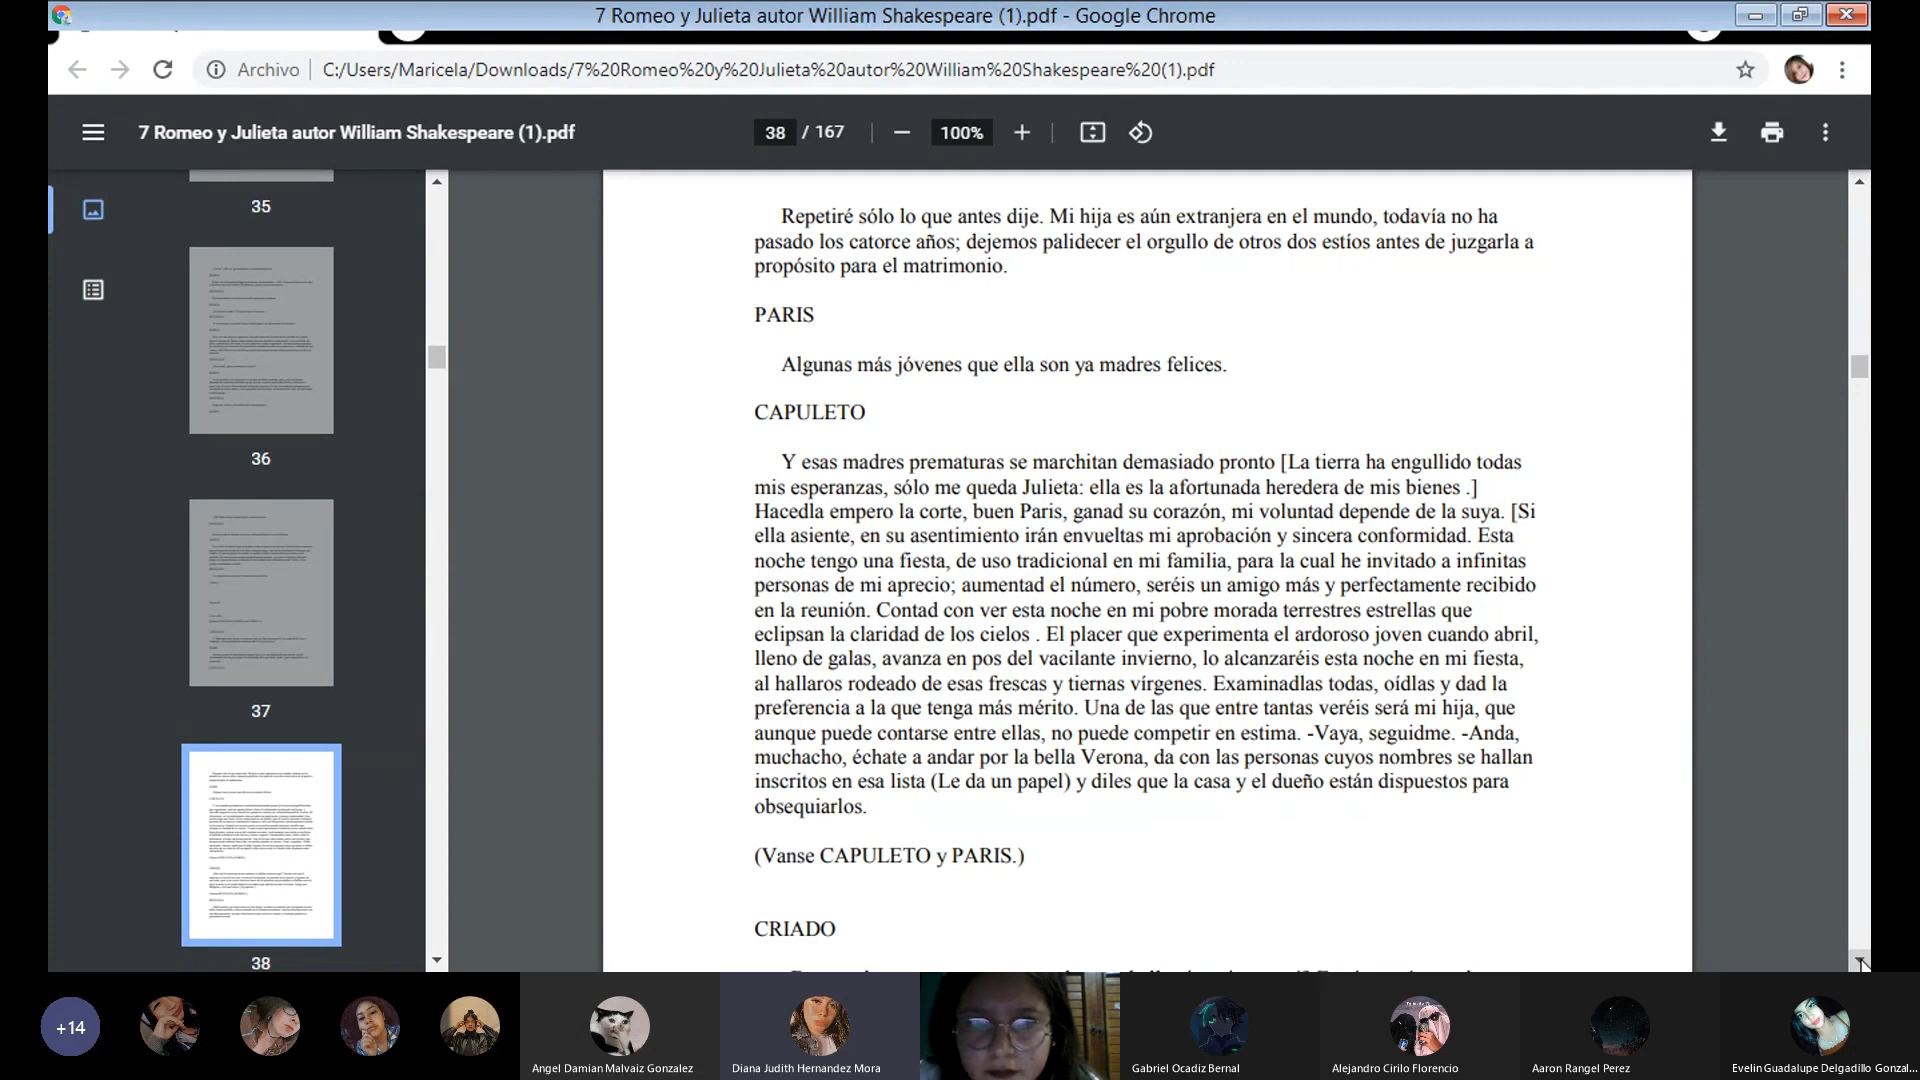 7 Romeo y Julieta autor William Shakespeare (1).pdf - Google Chrome
Archivo C:/Users/Maricela/Downloads/7%20Romeo%20y%20Julieta%20autor%20William%20Shakespeare%20(1).pdf
7 Romeo y Julieta autor William Shakespeare (1).pdf 38 / 167 100%
35
36
37
38
Repetiré sólo lo que antes dije. Mi hija es aún extranjera en el mundo, todavía no ha
pasado los catorce años; dejemos palidecer el orgullo de otros dos estíos antes de juzgarla a
propósito para el matrimonio.
PARIS
Algunas más jóvenes que ella son ya madres felices.
CAPULETO
Y esas madres prematuras se marchitan demasiado pronto [La tierra ha engullido todas
mis esperanzas, sólo me queda Julieta: ella es la afortunada heredera de mis bienes .]
Hacedla empero la corte, buen Paris, ganad su corazón, mi voluntad depende de la suya. [Si
ella asiente, en su asentimiento irán envueltas mi aprobación y sincera conformidad. Esta
noche tengo una fiesta, de uso tradicional en mi familia, para la cual he invitado a infinitas
personas de mi aprecio; aumentad el número, seréis un amigo más y perfectamente recibido
en la reunión. Contad con ver esta noche en mi pobre morada terrestres estrellas que
eclipsan la claridad de los cielos . El placer que experimenta el ardoroso joven cuando abril,
lleno de galas, avanza en pos del vacilante invierno, lo alcanzaréis esta noche en mi fiesta,
al hallaros rodeado de esas frescas y tiernas vírgenes. Examinadlas todas, oídlas y dad la
preferencia a la que tenga más mérito. Una de las que entre tantas veréis será mi hija, que
aunque puede contarse entre ellas, no puede competir en estima. -Vaya, seguidme. -Anda,
muchacho, échate a andar por la bella Verona, da con las personas cuyos nombres se hallan
inscritos en esa lista (Le da un papel) y diles que la casa y el dueño están dispuestos para
obsequiarlos.
(Vanse CAPULETO y PARIS.)
CRIADO
+14
Angel Damian Malvaiz Gonzalez
Diana Judith Hernandez Mora
Gabriel Ocadiz Bernal
Alejandro Cirilo Florencio
Aaron Rangel Perez
Evelin Guadalupe Delgadillo Gonzal...